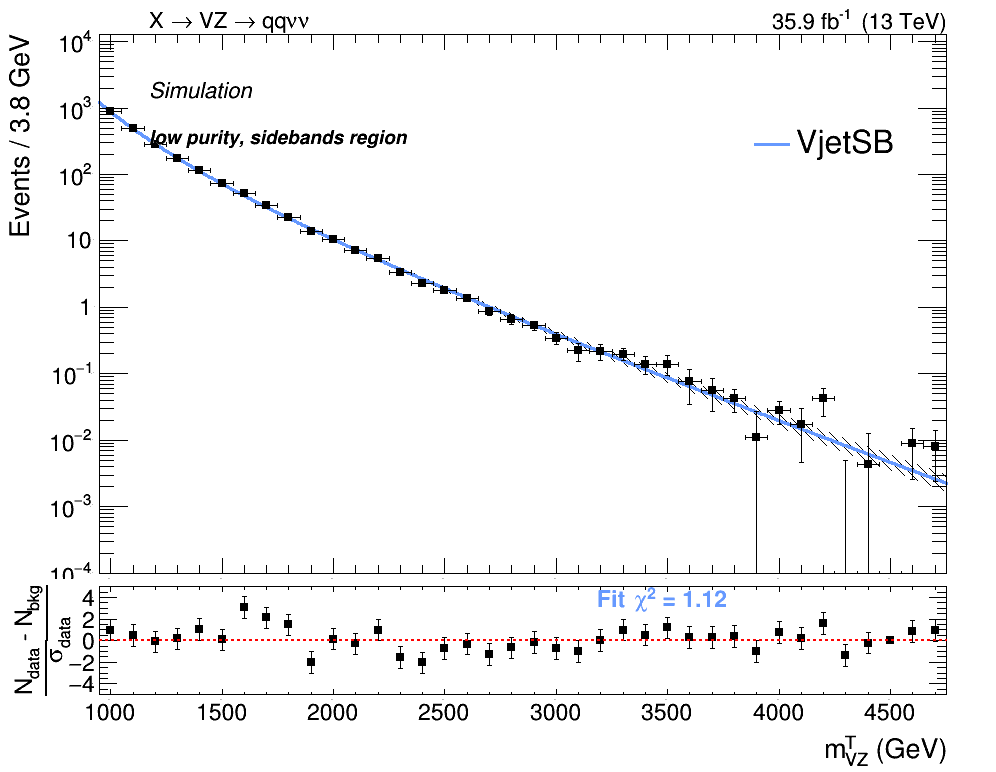 X → VZ → qqνν
35.9 fb⁻¹ (13 TeV)
Events / 3.8 GeV
10⁴
10³
10²
10
1
10⁻¹
10⁻²
10⁻³
10⁻⁴
Simulation
low purity, sidebands region
VjetSB
N_data - N_bkg
σ_data
4
2
0
−2
−4
Fit χ² = 1.12
1000 1500 2000 2500 3000 3500 4000 4500
m^T_VZ (GeV)